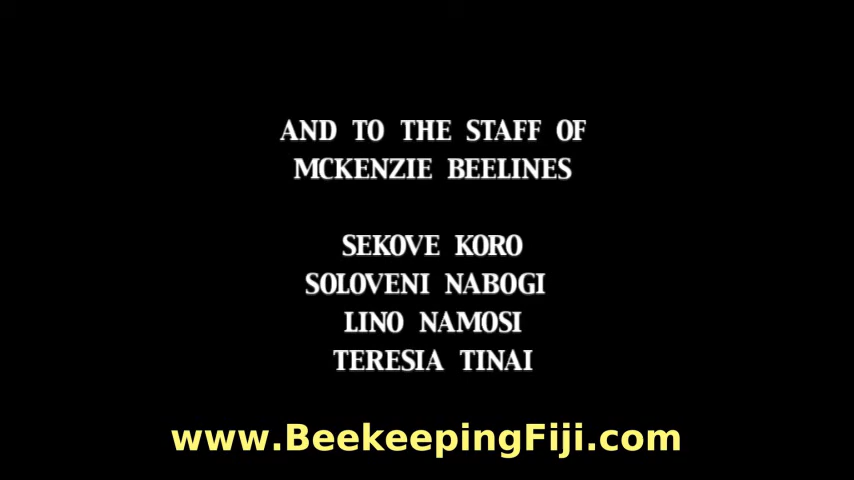 AND TO THE STAFF OF
MCKENZIE BEELINES
SEKOVE KORO
SOLOVENI NABOGI
LINO NAMOSI
TERESIA TINAI
www.BeekeepingFiji.com